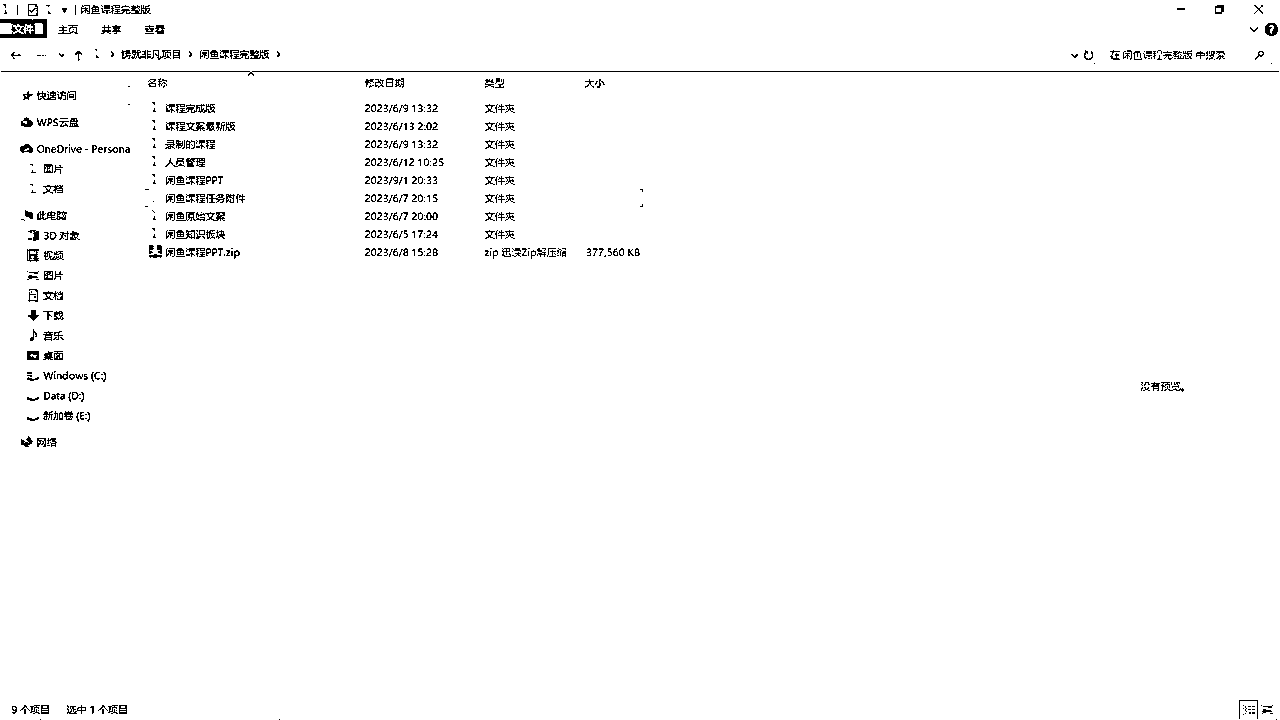 闲鱼课程完整版
文件 主页 共享 查看
铸就非凡项目 › 闲鱼课程完整版 ›
在 闲鱼课程完整版 中搜索
名称 修改日期 类型 大小
课程完成版 2023/6/9 13:32 文件夹
课程文案最新版 2023/6/13 2:02 文件夹
录制的课程 2023/6/9 13:32 文件夹
人员管理 2023/6/12 10:25 文件夹
闲鱼课程PPT 2023/9/1 20:33 文件夹
闲鱼课程任务附件 2023/6/7 20:15 文件夹
闲鱼原始文案 2023/6/7 20:00 文件夹
闲鱼知识板块 2023/6/5 17:24 文件夹
闲鱼课程PPT.zip 2023/6/8 15:28 zip 迅读Zip解压缩 377,560 KB
快速访问
WPS云盘
OneDrive - Persona
图片
文档
此电脑
3D 对象
视频
图片
文档
下载
音乐
桌面
Windows (C:)
Data (D:)
新加卷 (E:)
网络
没有预览。
9 个项目 选中 1 个项目